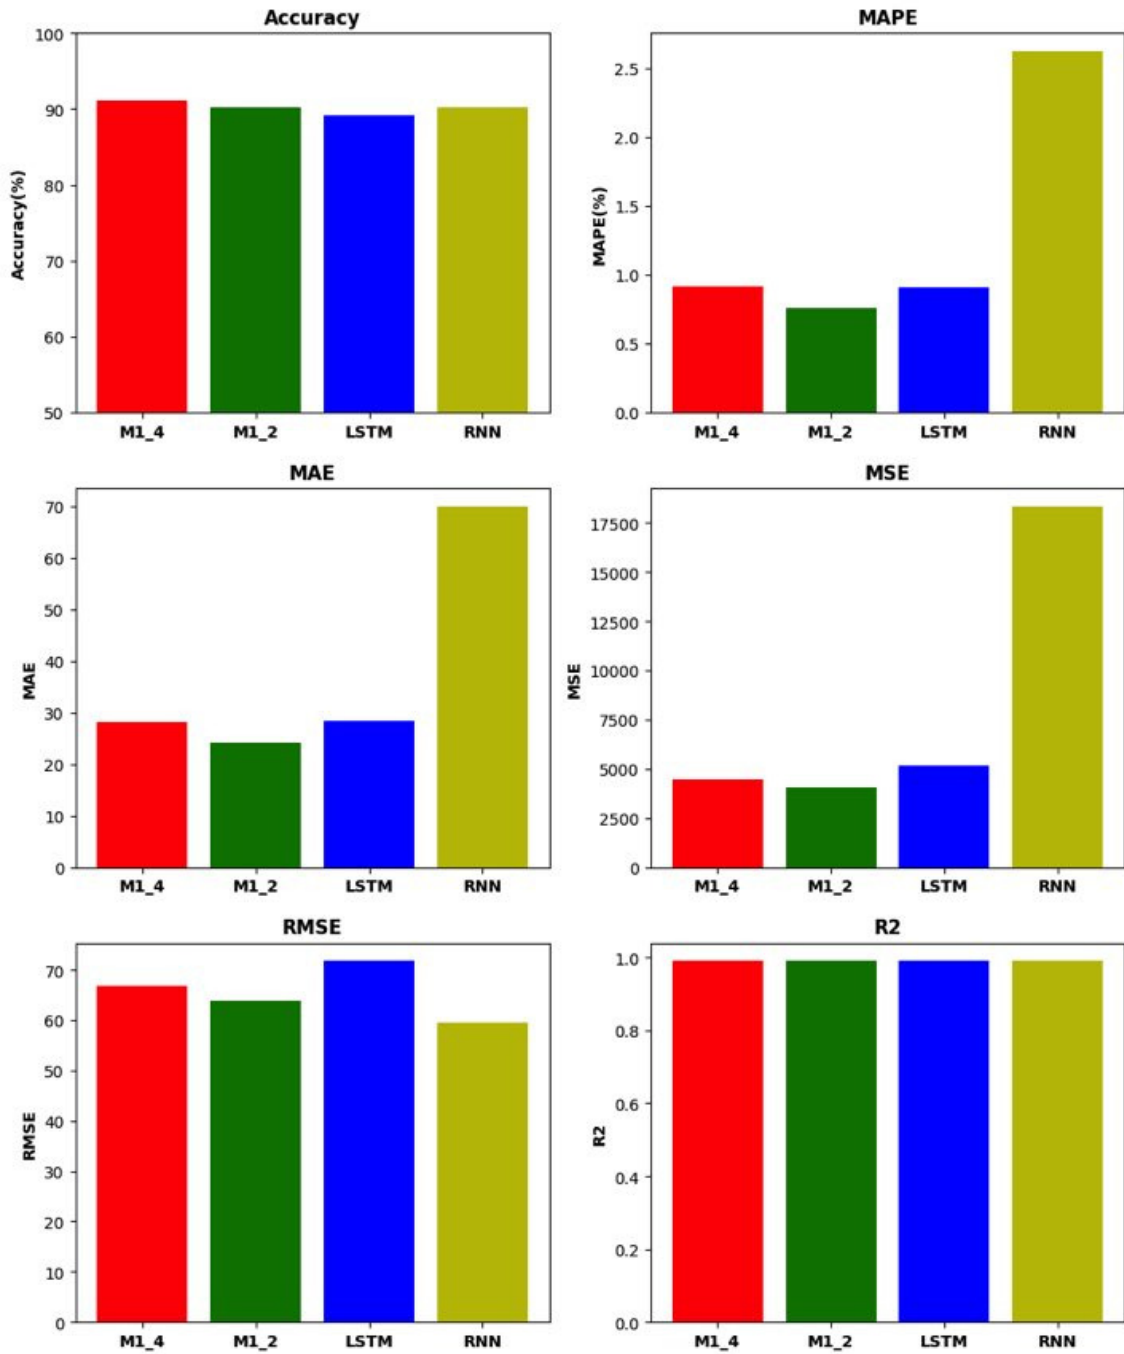 Accuracy
100
90
80
70
60
50
Accuracy(%)
M1_4 M1_2 LSTM RNN
MAPE
2.5
2.0
1.5
1.0
0.5
0.0
MAPE(%)
M1_4 M1_2 LSTM RNN
MAE
70
60
50
40
30
20
10
0
MAE
M1_4 M1_2 LSTM RNN
MSE
17500
15000
12500
10000
7500
5000
2500
0
MSE
M1_4 M1_2 LSTM RNN
RMSE
70
60
50
40
30
20
10
0
RMSE
M1_4 M1_2 LSTM RNN
R2
1.0
0.8
0.6
0.4
0.2
0.0
R2
M1_4 M1_2 LSTM RNN